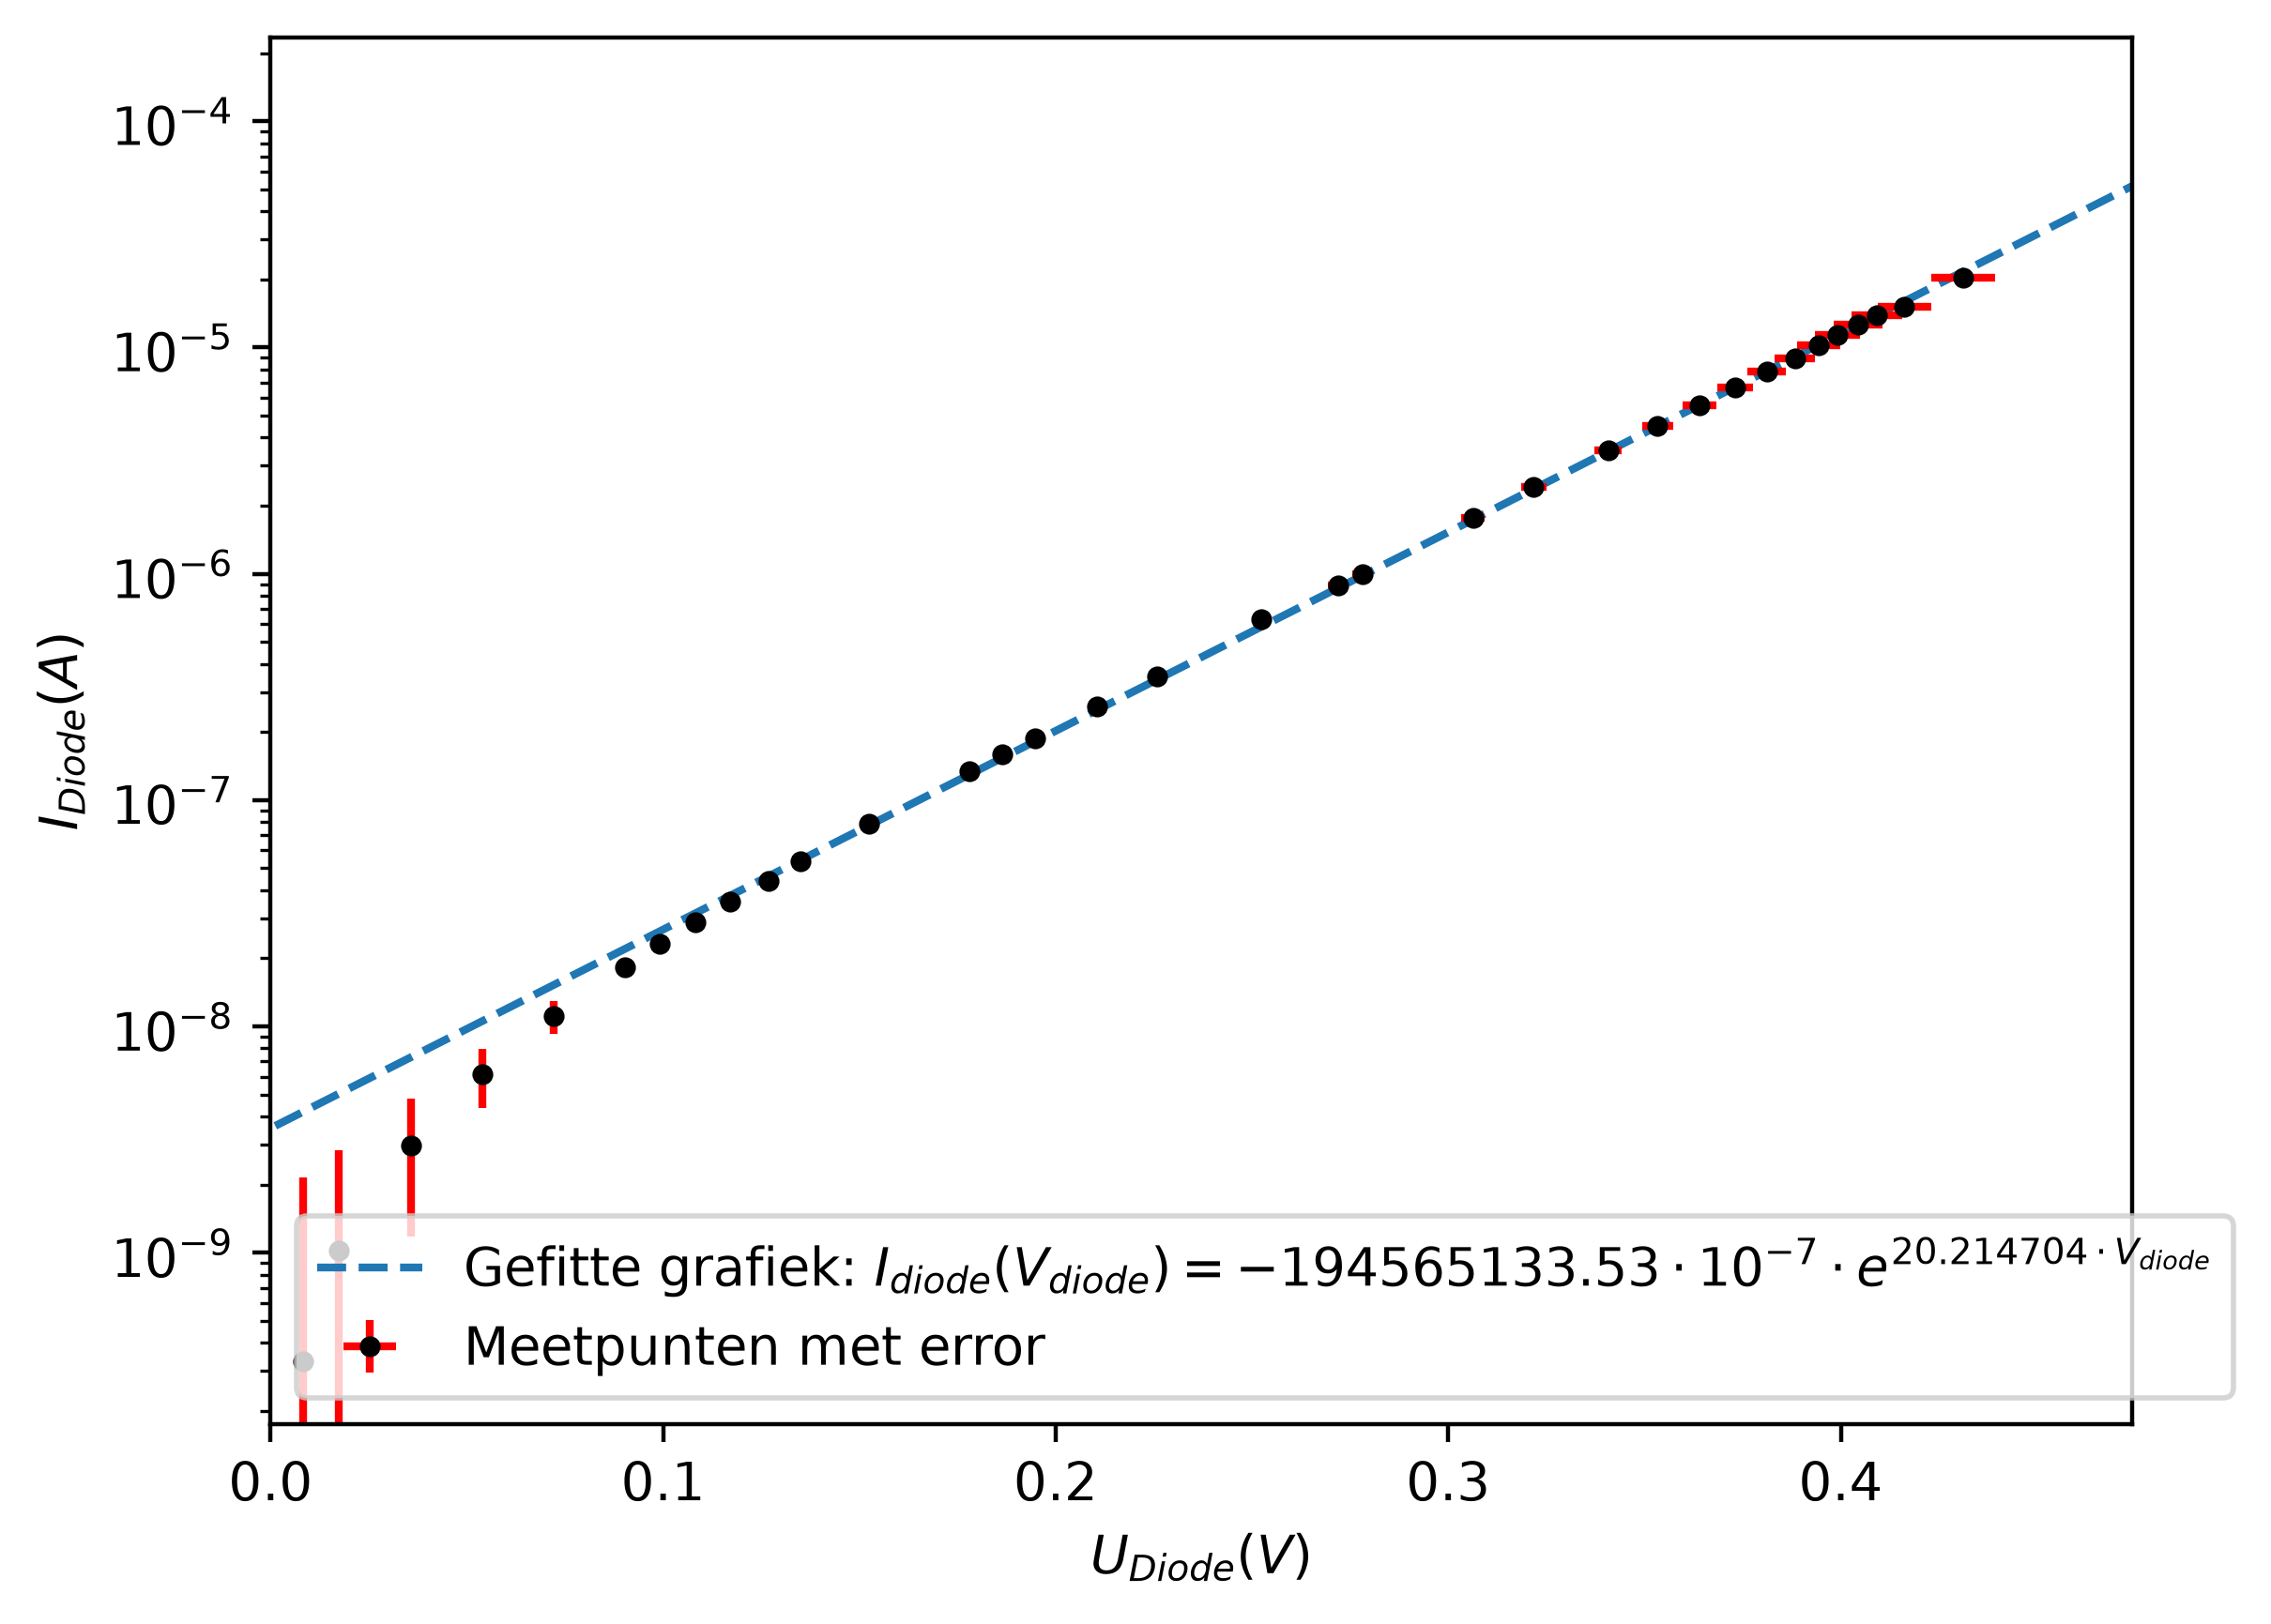 10⁻⁴
10⁻⁵
10⁻⁶
10⁻⁷
10⁻⁸
10⁻⁹
I_Diode(A)
Gefitte grafiek: I_diode(V_diode) = −194565133.53 · 10⁻⁷ · e^{20.214704 · V_diode}
Meetpunten met error
0.0 0.1 0.2 0.3 0.4
U_Diode(V)